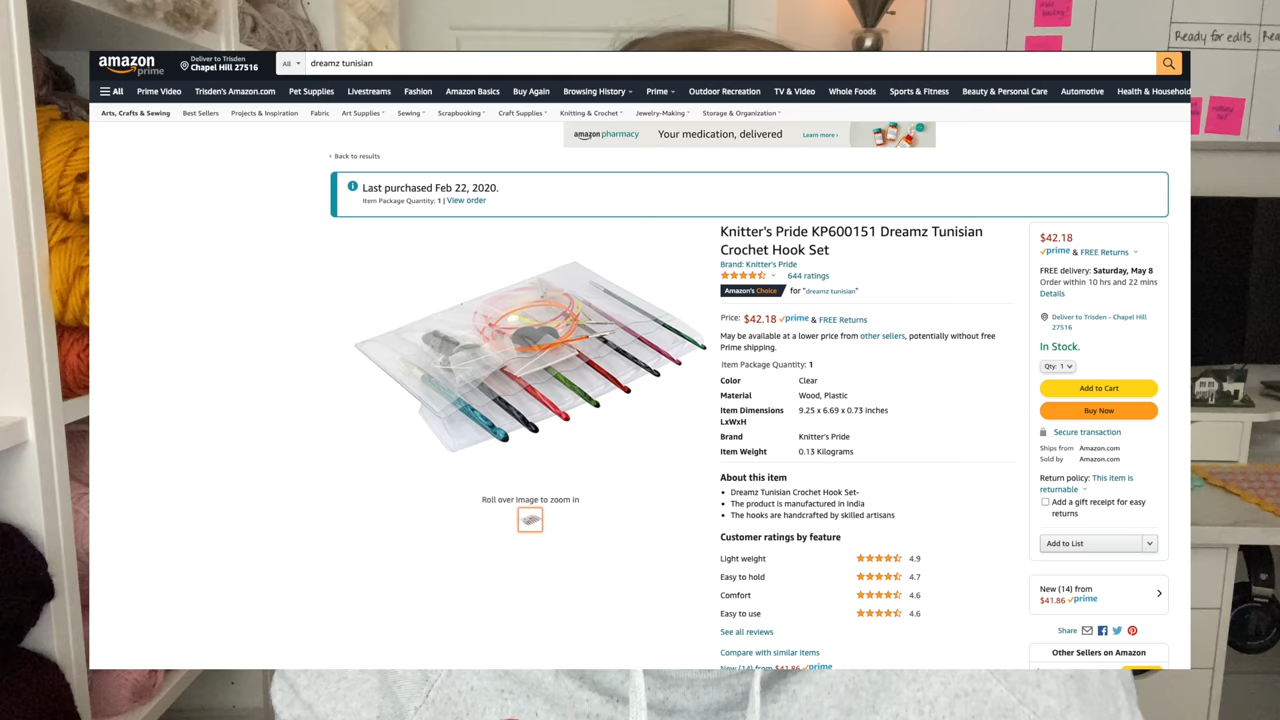 Ready for edits
amazon
prime
Deliver to Trisden
Chapel Hill 27516
All
dreamz tunisian
All
Prime Video
Trisden's Amazon.com
Pet Supplies
Livestreams
Fashion
Amazon Basics
Buy Again
Browsing History
Prime
Outdoor Recreation
TV & Video
Whole Foods
Sports & Fitness
Beauty & Personal Care
Automotive
Health & Household
Arts, Crafts & Sewing
Best Sellers
Projects & Inspiration
Fabric
Art Supplies
Sewing
Scrapbooking
Craft Supplies
Knitting & Crochet
Jewelry-Making
Storage & Organization
amazon pharmacy
Your medication, delivered
Learn more ›
‹ Back to results
Last purchased Feb 22, 2020.
Item Package Quantity: 1 | View order
Knitter's Pride KP600151 Dreamz Tunisian
Crochet Hook Set
Brand: Knitter's Pride
644 ratings
Amazon's Choice
for "dreamz tunisian"
Price: $42.18 prime & FREE Returns
May be available at a lower price from other sellers, potentially without free
Prime shipping.
Item Package Quantity: 1
Color Clear
Material Wood, Plastic
Item Dimensions 9.25 x 6.69 x 0.73 inches
LxWxH
Brand Knitter's Pride
Item Weight 0.13 Kilograms
About this item
• Dreamz Tunisian Crochet Hook Set-
• The product is manufactured in India
• The hooks are handcrafted by skilled artisans
Customer ratings by feature
Light weight 4.9
Easy to hold 4.7
Comfort 4.6
Easy to use 4.6
See all reviews
Compare with similar items
New (14) from $41.86 prime
Roll over image to zoom in
$42.18
prime & FREE Returns
FREE delivery: Saturday, May 8
Order within 10 hrs and 22 mins
Details
Deliver to Trisden - Chapel Hill
27516
In Stock.
Qty: 1
Add to Cart
Buy Now
Secure transaction
Ships from Amazon.com
Sold by Amazon.com
Return policy: This item is
returnable
Add a gift receipt for easy
returns
Add to List
New (14) from
$41.86 prime
Share
Other Sellers on Amazon